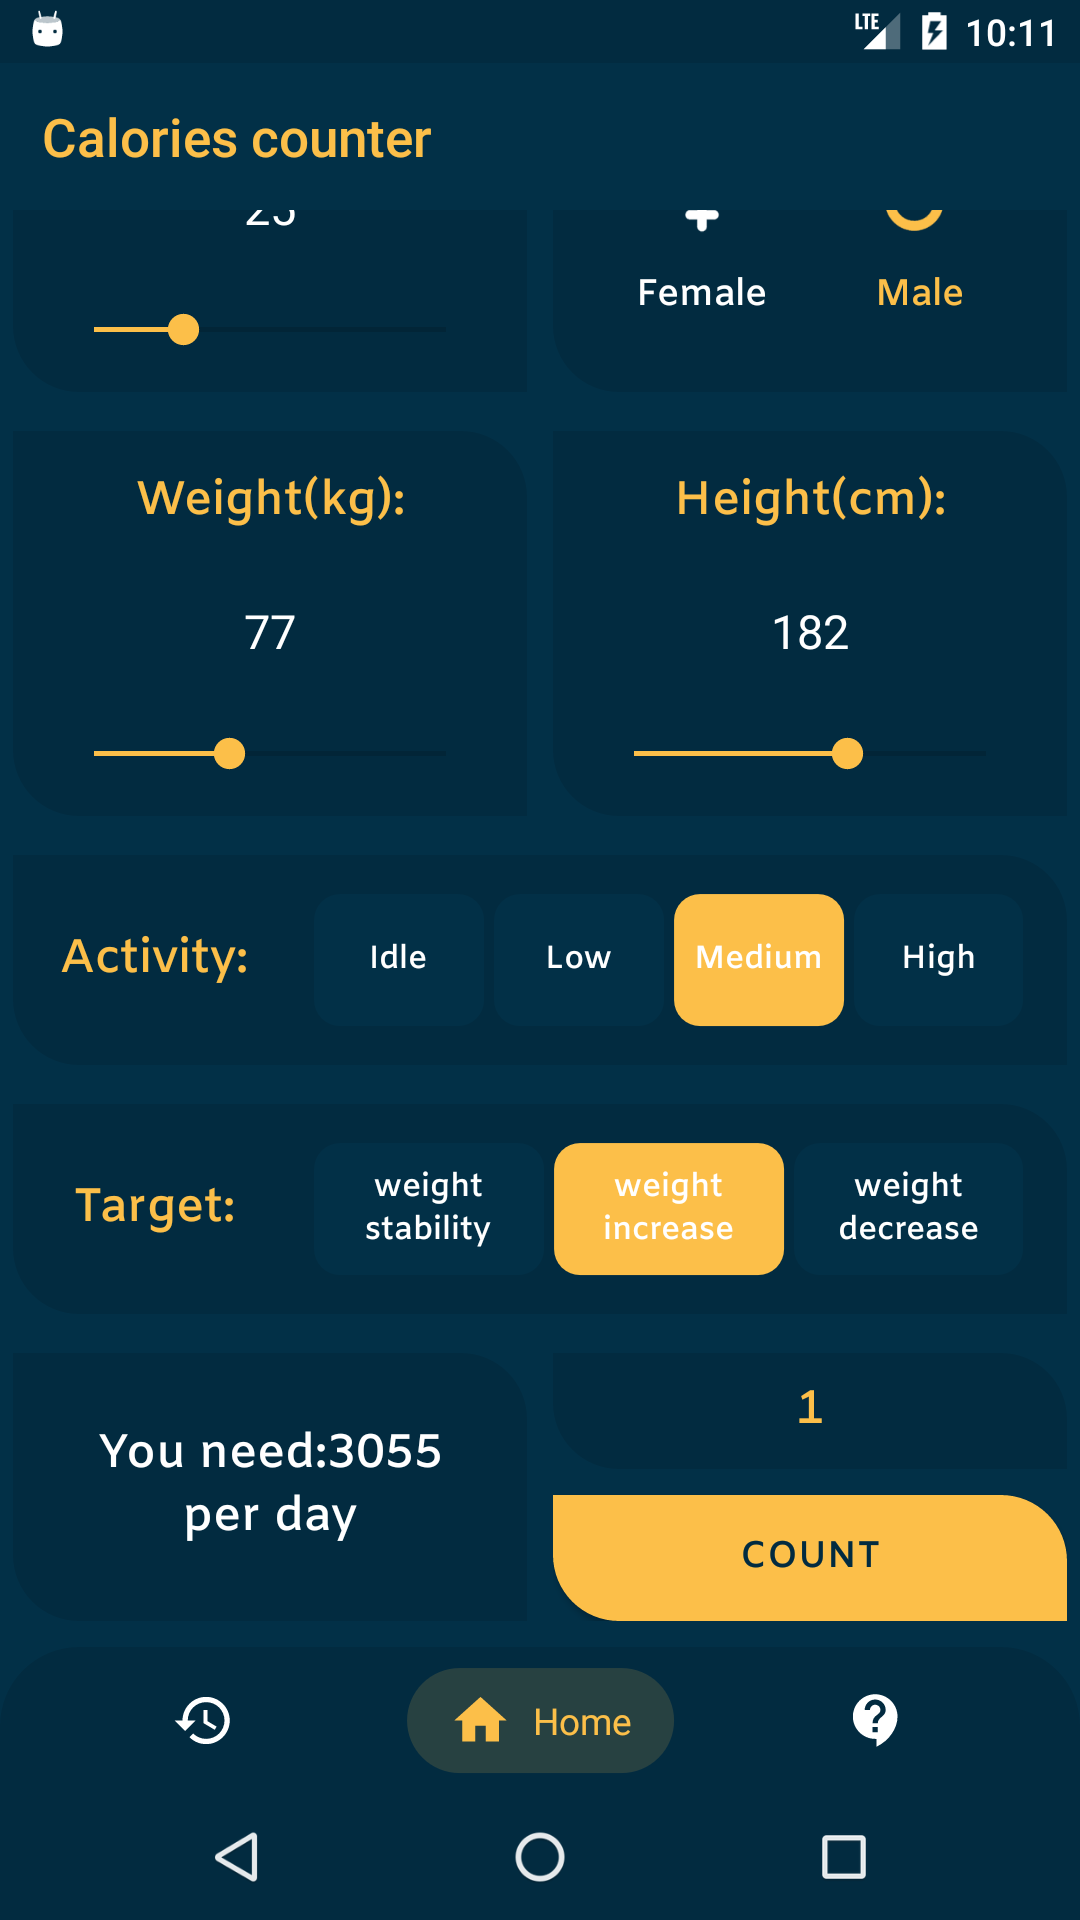 LTE 10:11
Calories counter
Female Male
Weight(kg): Height(cm):
77 182
Activity: Idle Low Medium High
Target: weight stability weight increase weight decrease
You need:3055
per day
1
COUNT
Home